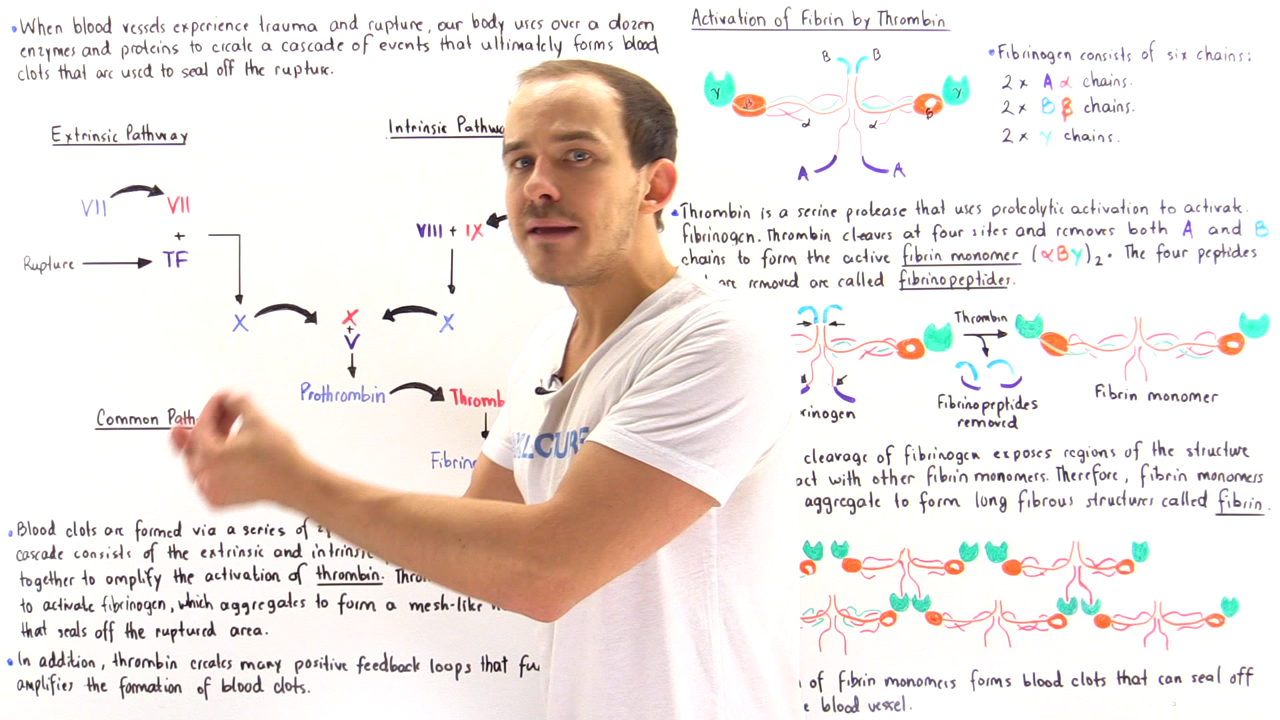 •When blood vessels experience trauma and rupture, our body uses over a dozen
enzymes and proteins to create a cascade of events that ultimately forms blood
clots that are used to seal off the rupture.
Extrinsic Pathway
Intrinsic Pathw
VII
VII
+
Rupture
TF
VIII + IX
X
X
+
V
X
Prothrombin
Thromb
Common Path
Fibrin
•Blood clots are formed via a series of
cascade consists of the extrinsic and intrinsic
together to amplify the activation of thrombin. Thro
to activate fibrinogen, which aggregates to form a mesh-like
that seals off the ruptured area.
•In addition, thrombin creates many positive feedback loops that fu
amplifies the formation of blood clots.
LCURE
Activation of Fibrin by Thrombin
B B
γ β α α β γ
A A
•Fibrinogen consists of six chains:
2 x A α chains.
2 x B β chains.
2 x γ chains.
•Thrombin is a serine protease that uses proteolytic activation to activate
fibrinogen. Thrombin cleaves at four sites and removes both A and B
chains to form the active fibrin monomer (αβγ)2. The four peptides
are removed are called fibrinopeptides.
Thrombin
rinogen
Fibrinopeptides
removed
Fibrin monomer
cleavage of fibrinogen exposes regions of the structure
act with other fibrin monomers. Therefore, fibrin monomers
aggregate to form long fibrous structures called fibrin.
of fibrin monomers forms blood clots that can seal off
e blood vessel.